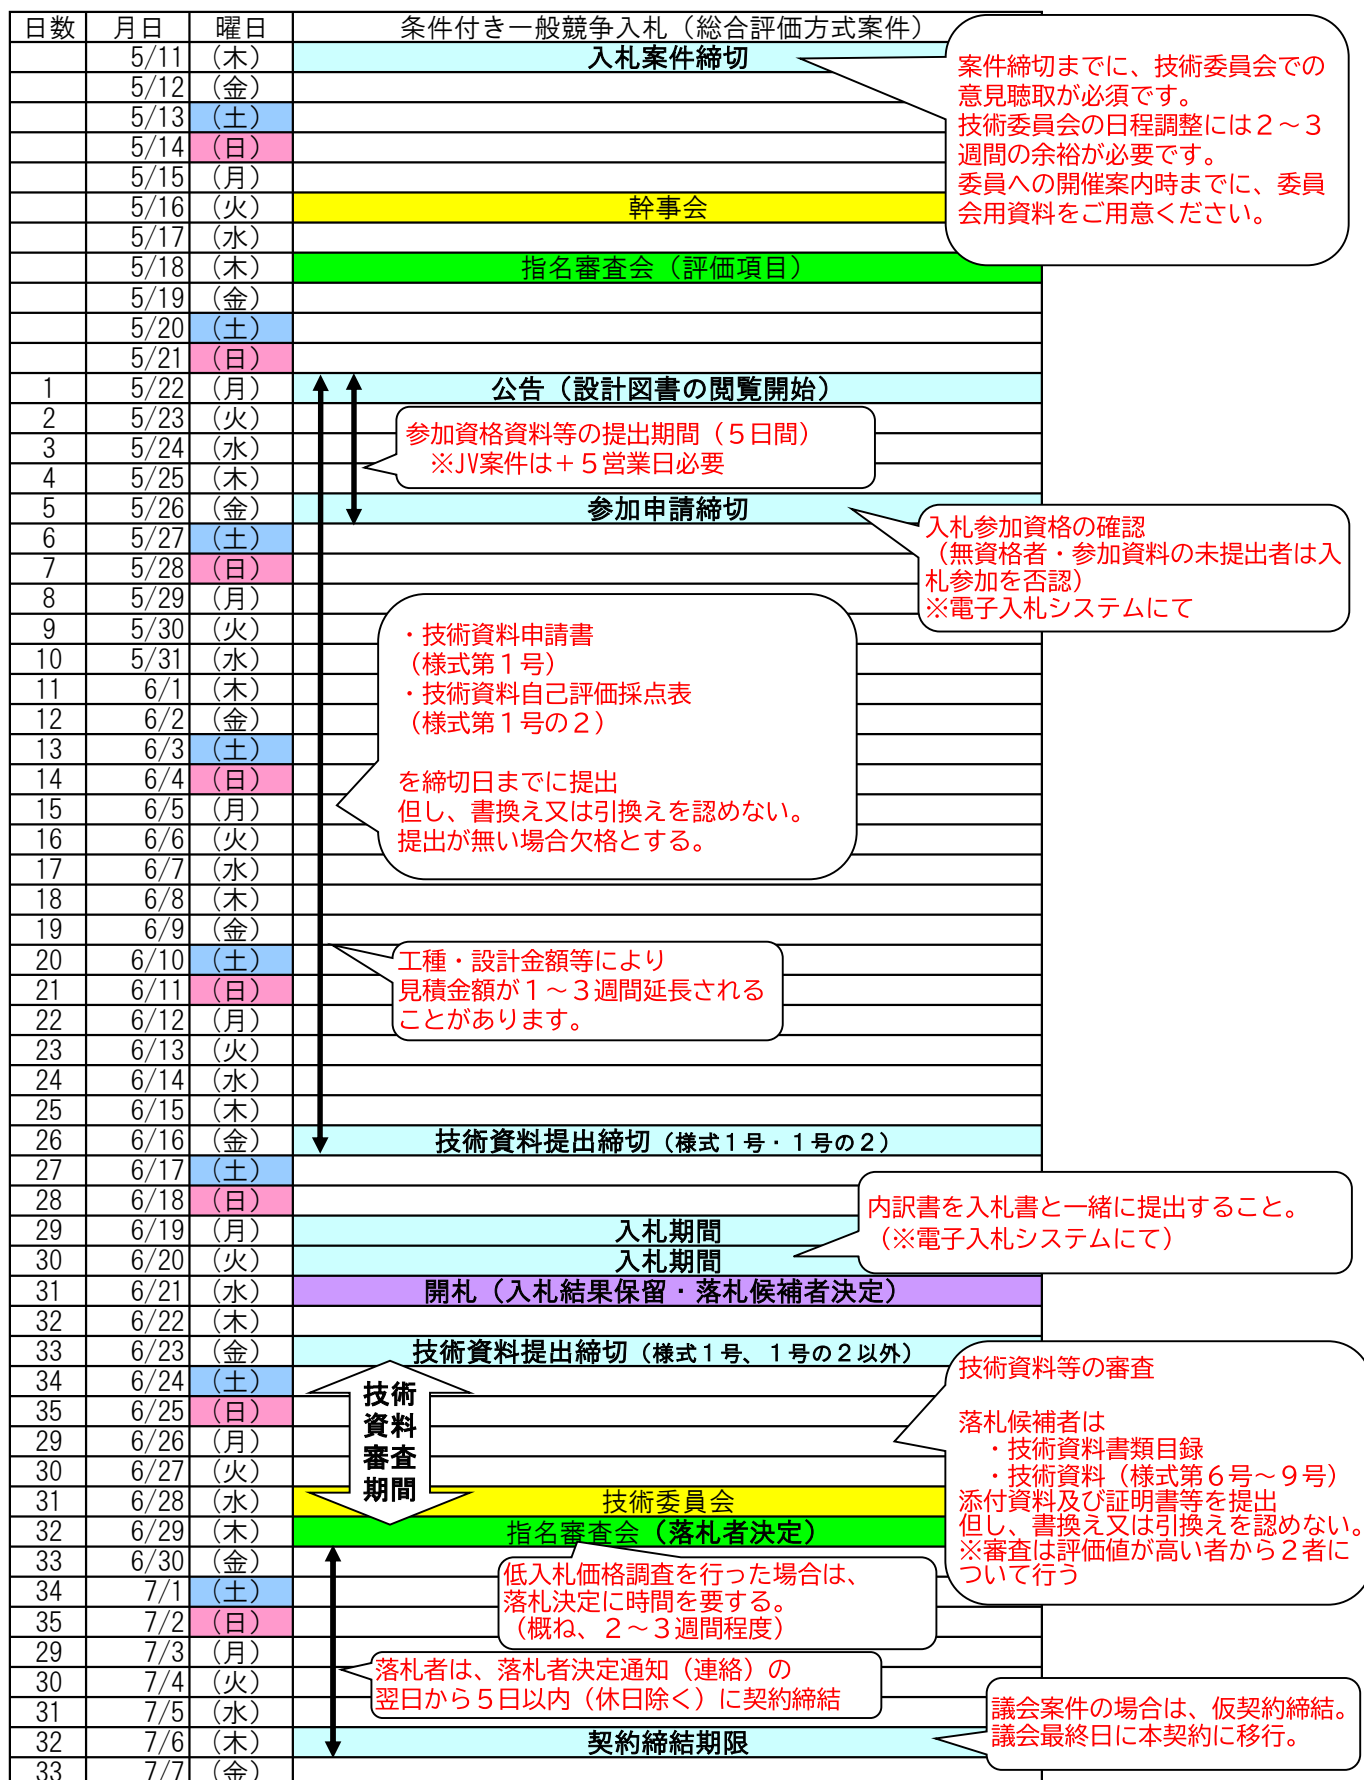 日数 月日 曜日 条件付き一般競争入札（総合評価方式案件）
5/11 （木） 入札案件締切
5/12 （金）
5/13 （土）
5/14 （日）
5/15 （月）
5/16 （火） 幹事会
5/17 （水）
5/18 （木） 指名審査会（評価項目）
5/19 （金）
5/20 （土）
5/21 （日）
案件締切までに、技術委員会での
意見聴取が必須です。
技術委員会の日程調整には２～３
週間の余裕が必要です。
委員への開催案内時までに、委員
会用資料をご用意ください。
1 5/22 （月） 公告（設計図書の閲覧開始）
2 5/23 （火）
3 5/24 （水）
4 5/25 （木）
5 5/26 （金） 参加申請締切
参加資格資料等の提出期間（５日間）
※JV案件は＋５営業日必要
6 5/27 （土）
7 5/28 （日）
8 5/29 （月）
入札参加資格の確認
（無資格者・参加資料の未提出者は入
札参加を否認）
※電子入札システムにて
9 5/30 （火）
10 5/31 （水）
11 6/1 （木）
12 6/2 （金）
13 6/3 （土）
14 6/4 （日）
15 6/5 （月）
16 6/6 （火）
17 6/7 （水）
18 6/8 （木）
19 6/9 （金）
・技術資料申請書
（様式第１号）
・技術資料自己評価採点表
（様式第１号の２）
を締切日までに提出
但し、書換え又は引換えを認めない。
提出が無い場合欠格とする。
20 6/10 （土）
21 6/11 （日）
22 6/12 （月）
工種・設計金額等により
見積金額が１～３週間延長される
ことがあります。
23 6/13 （火）
24 6/14 （水）
25 6/15 （木）
26 6/16 （金） 技術資料提出締切（様式１号・１号の２）
27 6/17 （土）
28 6/18 （日）
29 6/19 （月） 入札期間
30 6/20 （火） 入札期間
内訳書を入札書と一緒に提出すること。
（※電子入札システムにて）
31 6/21 （水） 開札（入札結果保留・落札候補者決定）
32 6/22 （木）
33 6/23 （金） 技術資料提出締切（様式１号、１号の２以外）
34 6/24 （土）
35 6/25 （日）
29 6/26 （月）
30 6/27 （火）
31 6/28 （水） 技術委員会
32 6/29 （木） 指名審査会（落札者決定）
技術
資料
審査
期間
技術資料等の審査
落札候補者は
・技術資料書類目録
・技術資料（様式第６号～９号）
添付資料及び証明書等を提出
但し、書換え又は引換えを認めない。
※審査は評価値が高い者から２者に
ついて行う
33 6/30 （金）
34 7/1 （土）
35 7/2 （日）
低入札価格調査を行った場合は、
落札決定に時間を要する。
（概ね、２～３週間程度）
29 7/3 （月）
30 7/4 （火）
31 7/5 （水）
落札者は、落札者決定通知（連絡）の
翌日から５日以内（休日除く）に契約締結
32 7/6 （木） 契約締結期限
議会案件の場合は、仮契約締結。
議会最終日に本契約に移行。
33 7/7 （金）